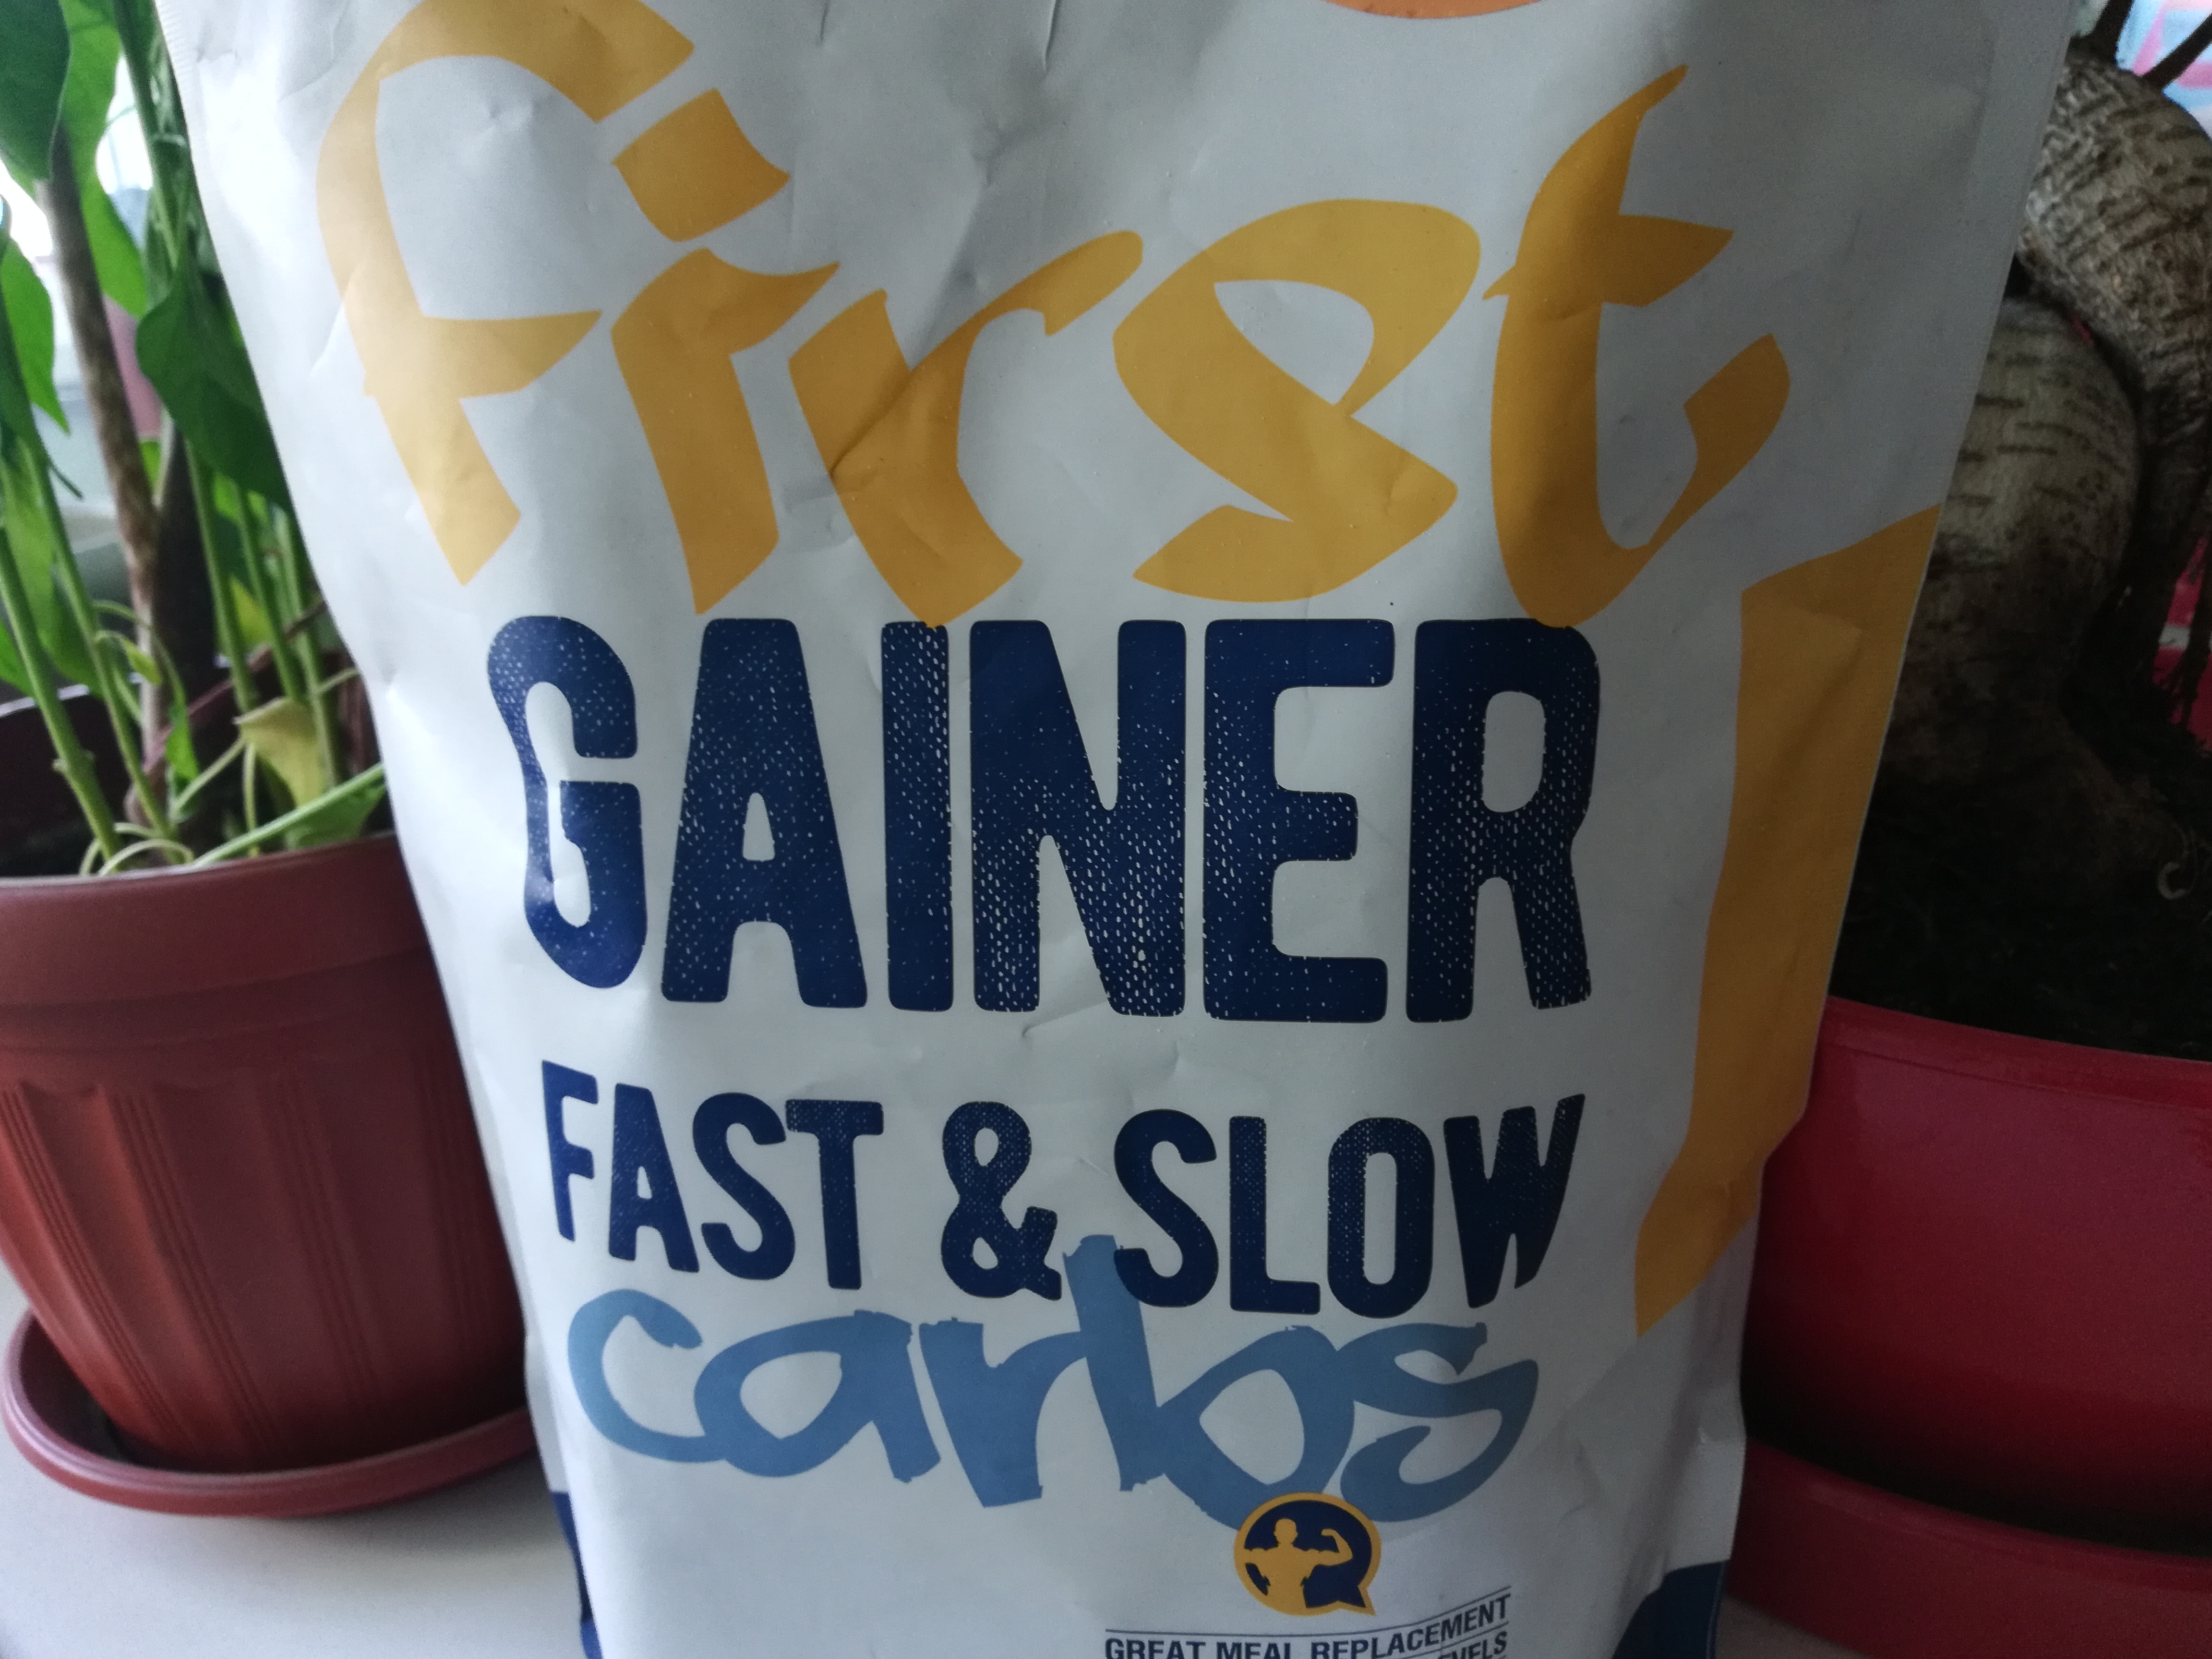 First
GAINER
FAST & SLOW
carbs
GREAT MEAL REPLACEMENT